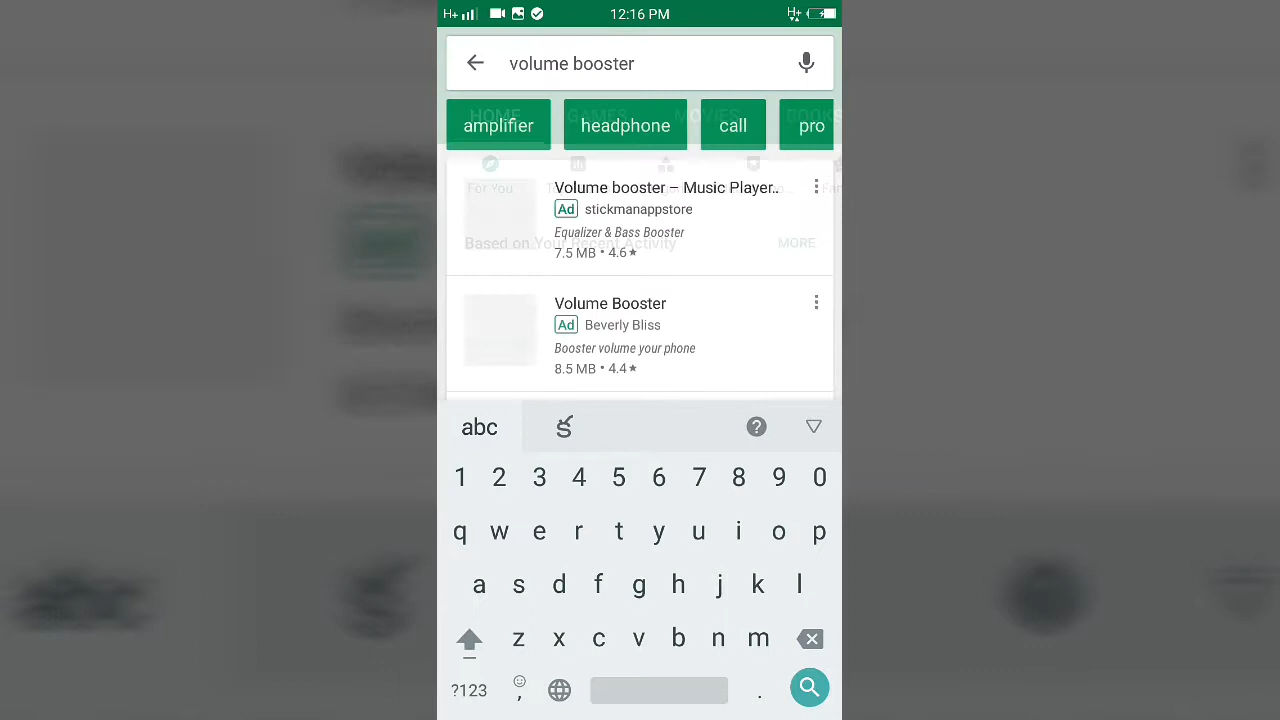 H+ 12:16 PM H+
volume booster
HOME GAMES MOVIES BOOKS
amplifier headphone call pro
For You
Volume booster – Music Player..
Ad stickmanappstore
Equalizer & Bass Booster
Based on Your Recent Activity MORE
7.5 MB • 4.6★
Volume Booster
Ad Beverly Bliss
Booster volume your phone
8.5 MB • 4.4★
abc క ?
1 2 3 4 5 6 7 8 9 0
q w e r t y u i o p
a s d f g h j k l
z x c v b n m
?123 , .